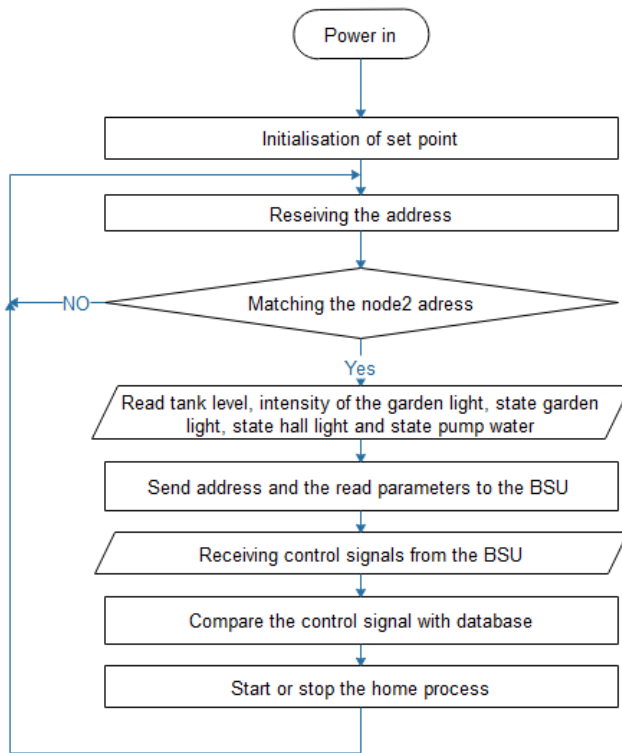 Power in
Initialisation of set point
Reseiving the address
Matching the node2 adress
NO
Yes
Read tank level, intensity of the garden light, state garden
light, state hall light and state pump water
Send address and the read parameters to the BSU
Receiving control signals from the BSU
Compare the control signal with database
Start or stop the home process